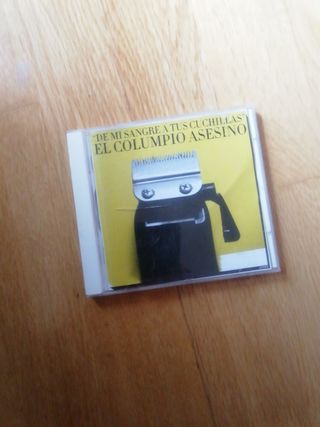 "DE MI SANGRE A TUS CUCHILLAS"
EL COLUMPIO ASESINO